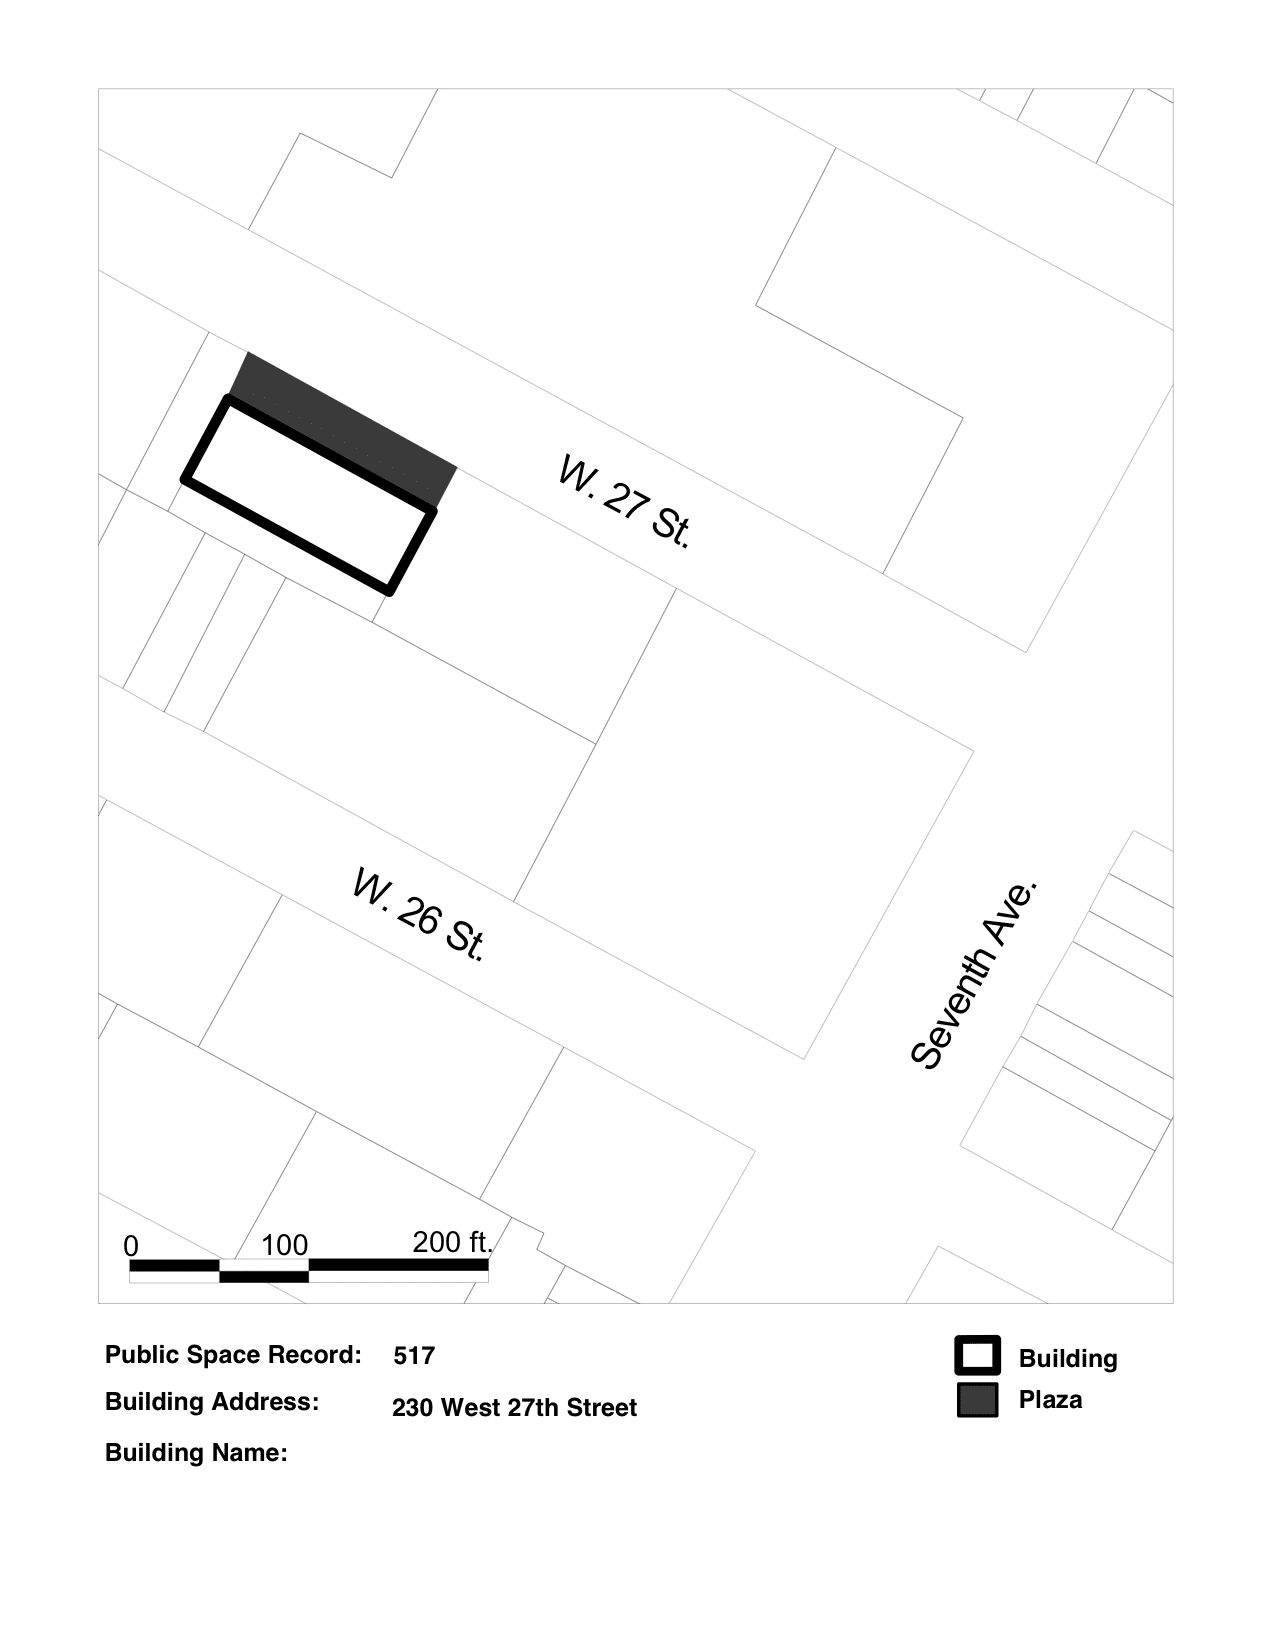 W. 27 St.
W. 26 St.
Seventh Ave.
0 100 200 ft.
Public Space Record: 517
Building Address: 230 West 27th Street
Building Name:
Building
Plaza